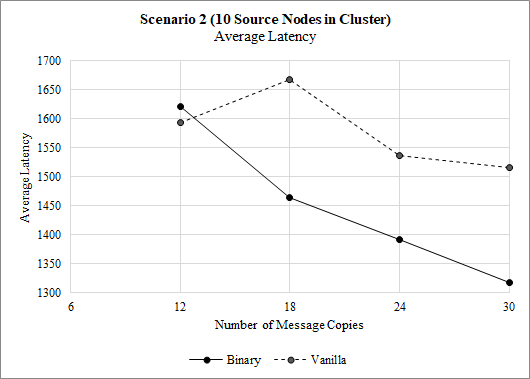 Scenario 2 (10 Source Nodes in Cluster)
Average Latency
1700
1650
1600
1550
1500
1450
1400
1350
1300
Average Latency
6 12 18 24 30
Number of Message Copies
Binary Vanilla